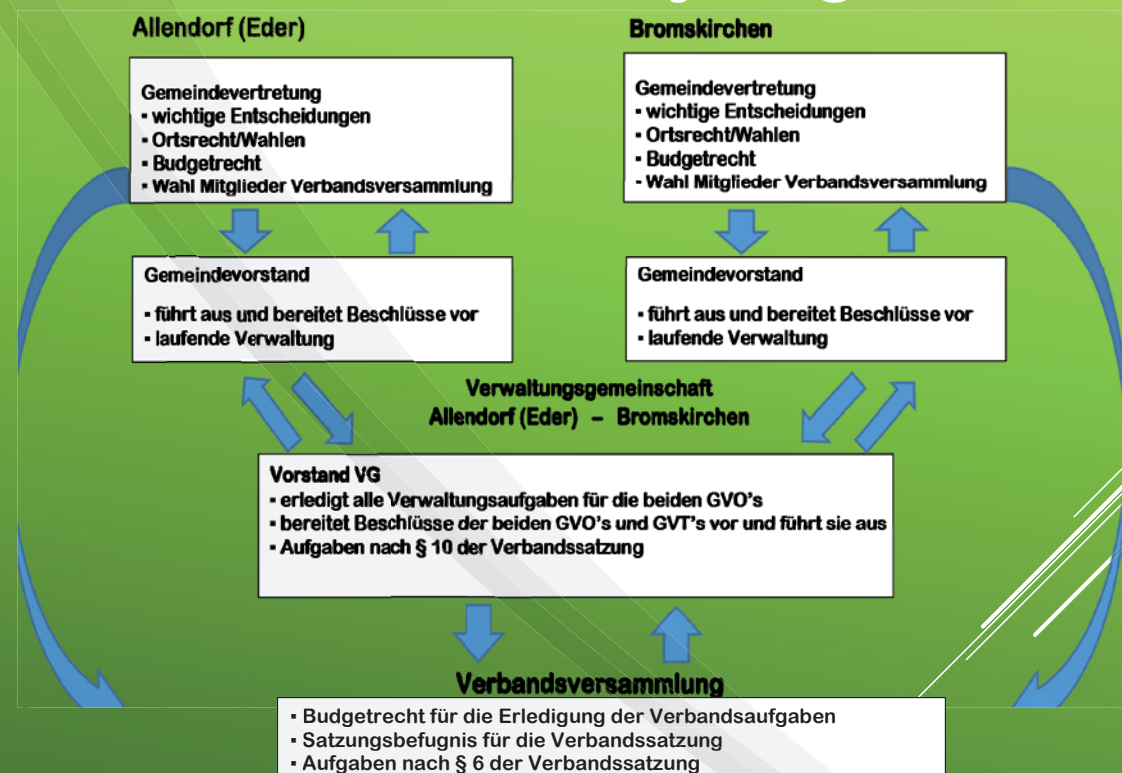 Allendorf (Eder)
Gemeindevertretung
▪ wichtige Entscheidungen
▪ Ortsrecht/Wahlen
▪ Budgetrecht
▪ Wahl Mitglieder Verbandsversammlung
Gemeindevorstand
▪ führt aus und bereitet Beschlüsse vor
▪ laufende Verwaltung
Bromskirchen
Gemeindevertretung
▪ wichtige Entscheidungen
▪ Ortsrecht/Wahlen
▪ Budgetrecht
- Wahl Mitglieder Verbandsversammlung
Gemeindevorstand
▪ führt aus und bereitet Beschlüsse vor
▪ laufende Verwaltung
Verwaltungsgemeinschaft
Allendorf (Eder) – Bromskirchen
Vorstand VG
▪ erledigt alle Verwaltungsaufgaben für die beiden GVO's
▪ bereitet Beschlüsse der beiden GVO's und GVT's vor und führt sie aus
▪ Aufgaben nach § 10 der Verbandssatzung
Verbandsversammlung
▪ Budgetrecht für die Erledigung der Verbandsaufgaben
▪ Satzungsbefugnis für die Verbandssatzung
▪ Aufgaben nach § 6 der Verbandssatzung